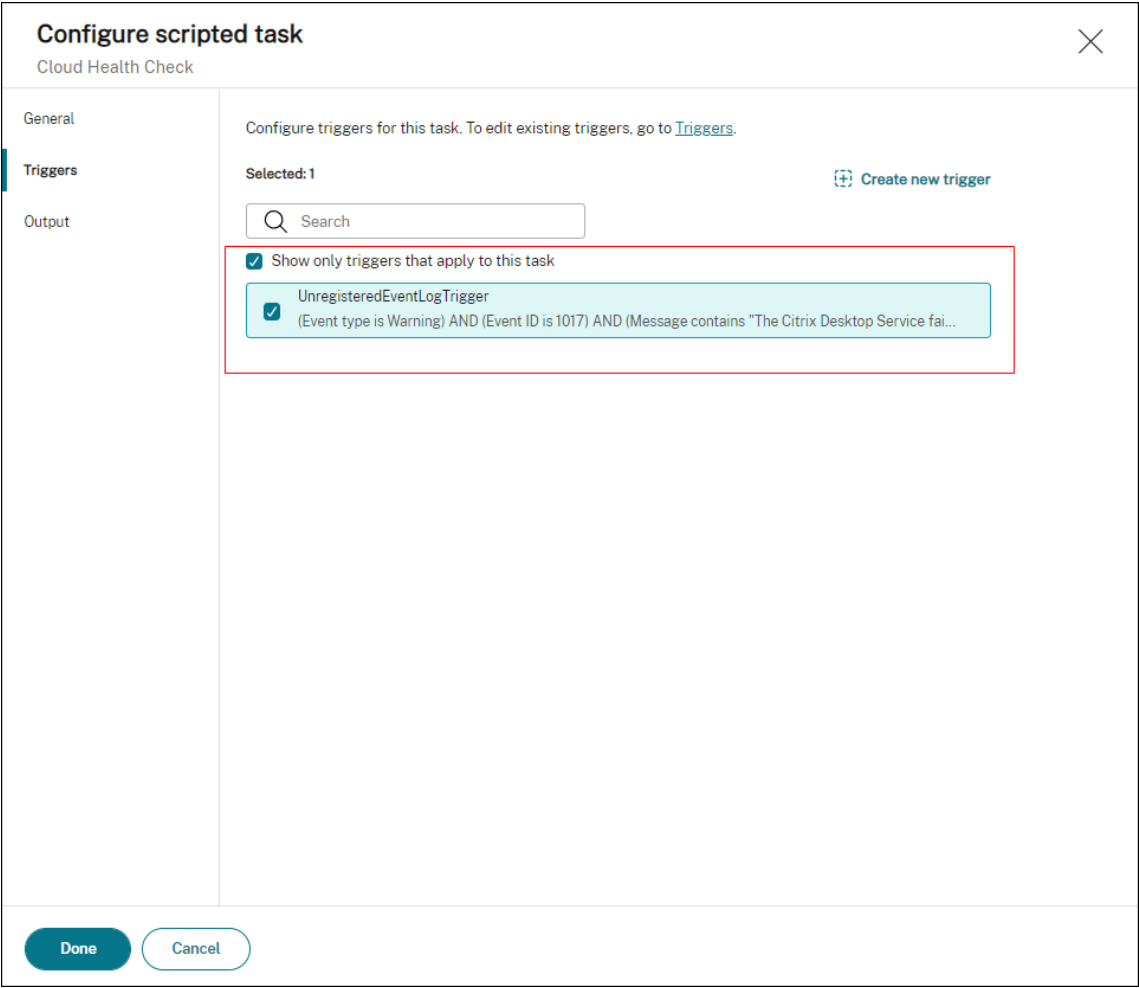 Configure scripted task
Cloud Health Check
General
Triggers
Output
Configure triggers for this task. To edit existing triggers, go to Triggers.
Selected: 1
Create new trigger
Search
Show only triggers that apply to this task
UnregisteredEventLogTrigger
(Event type is Warning) AND (Event ID is 1017) AND (Message contains "The Citrix Desktop Service fai...
Done
Cancel